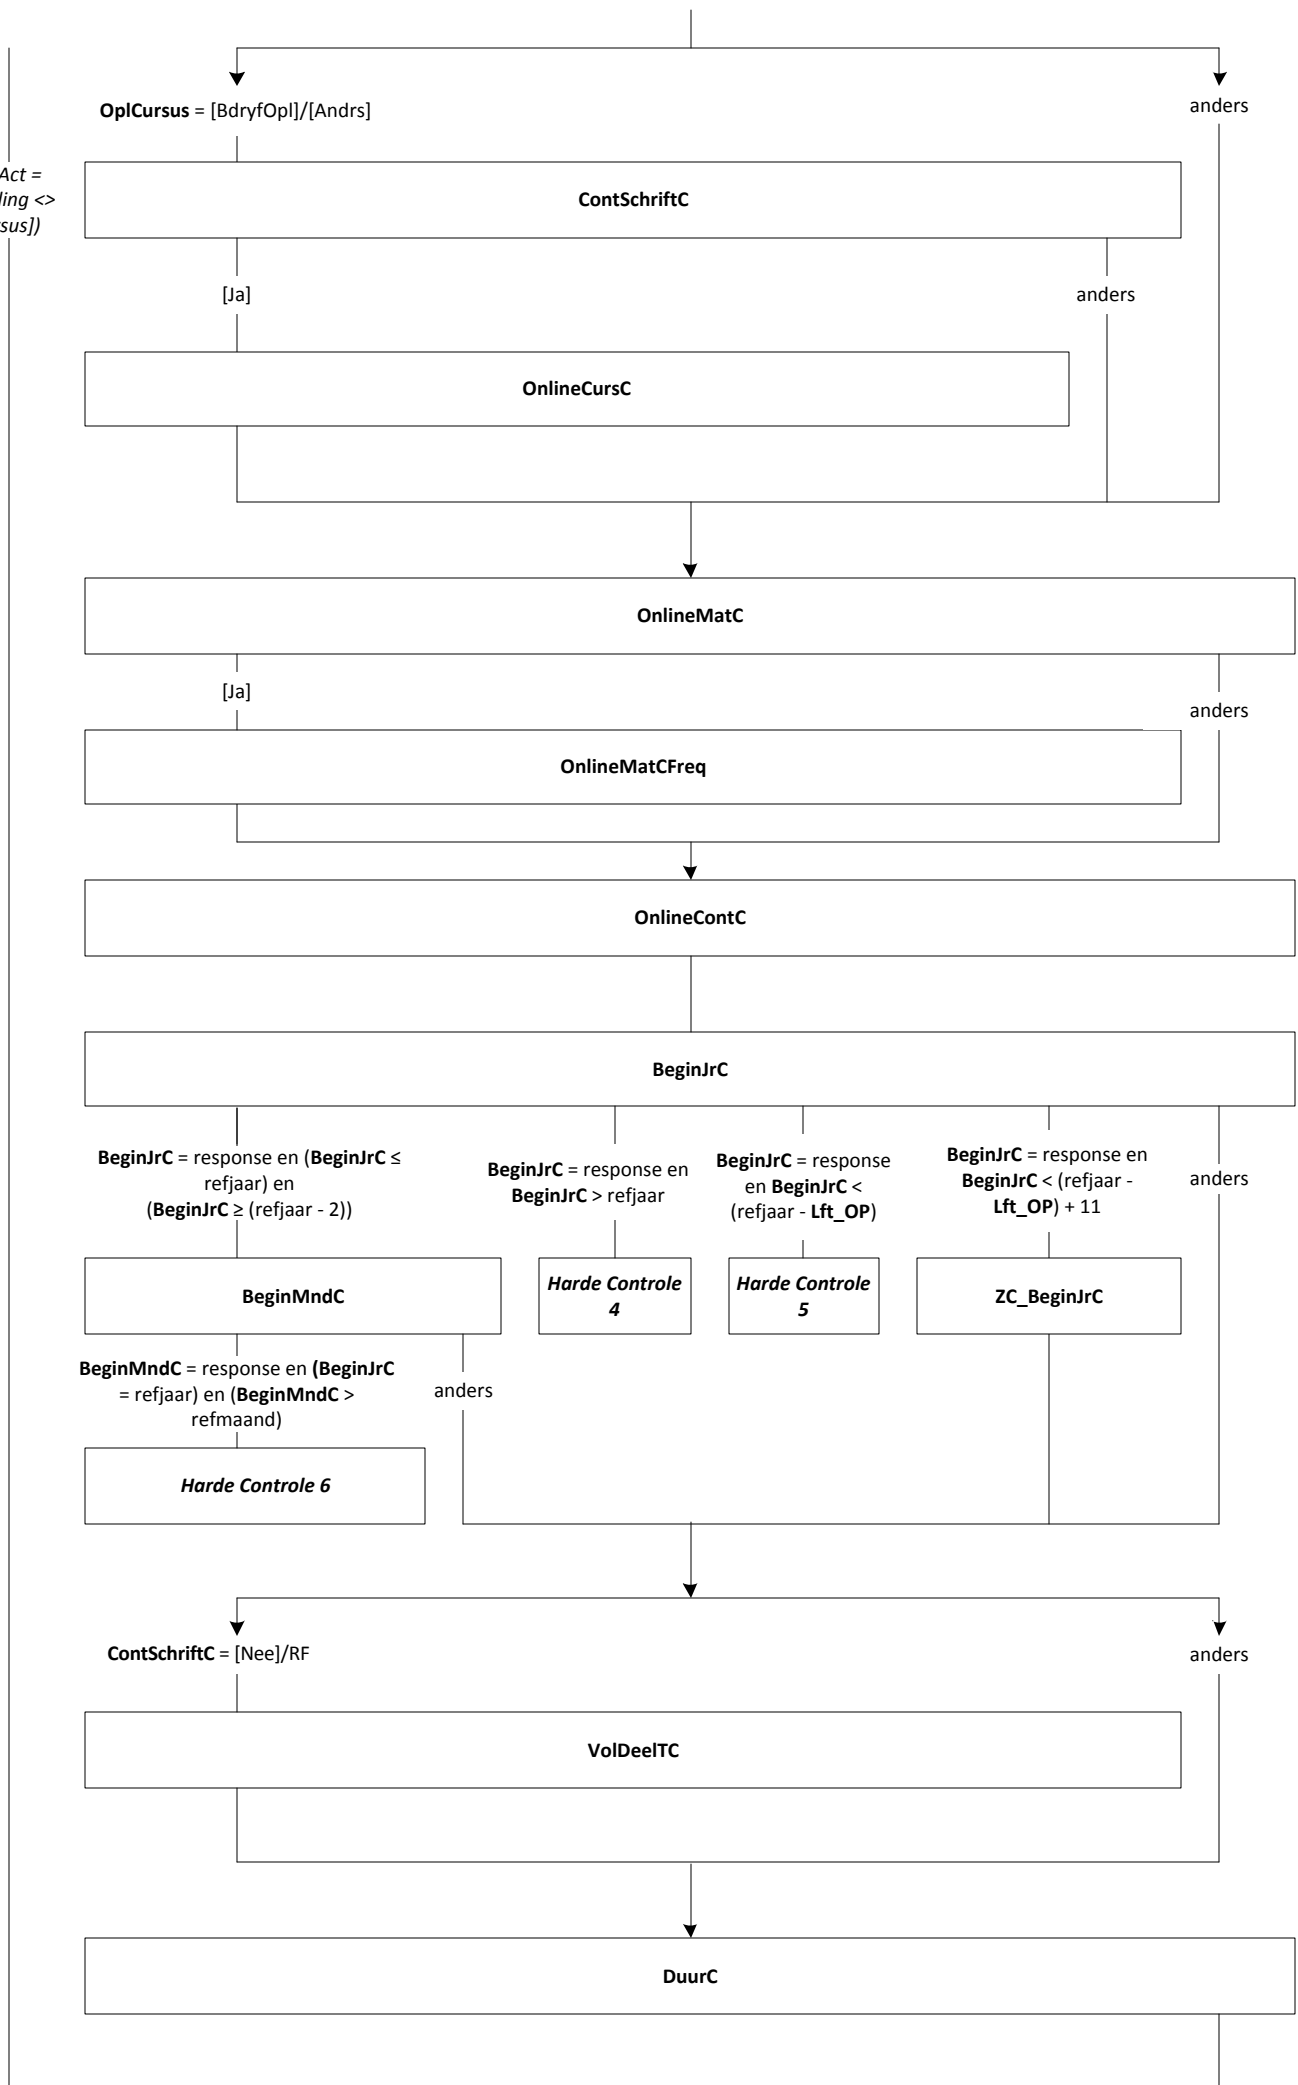 OplCursus = [BdryfOpl]/[Andrs]
anders
Act =
ling <>
sus])
ContSchriftC
[Ja]
anders
OnlineCursC
OnlineMatC
[Ja]
anders
OnlineMatCFreq
OnlineContC
BeginJrC
BeginJrC = response en (BeginJrC ≤
refjaar) en
(BeginJrC ≥ (refjaar - 2))
BeginJrC = response en
BeginJrC > refjaar
BeginJrC = response
en BeginJrC <
(refjaar - Lft_OP)
BeginJrC = response en
BeginJrC < (refjaar -
Lft_OP) + 11
anders
BeginMndC
Harde Controle
4
Harde Controle
5
ZC_BeginJrC
BeginMndC = response en (BeginJrC
= refjaar) en (BeginMndC >
refmaand)
anders
Harde Controle 6
ContSchriftC = [Nee]/RF
anders
VolDeelTC
DuurC